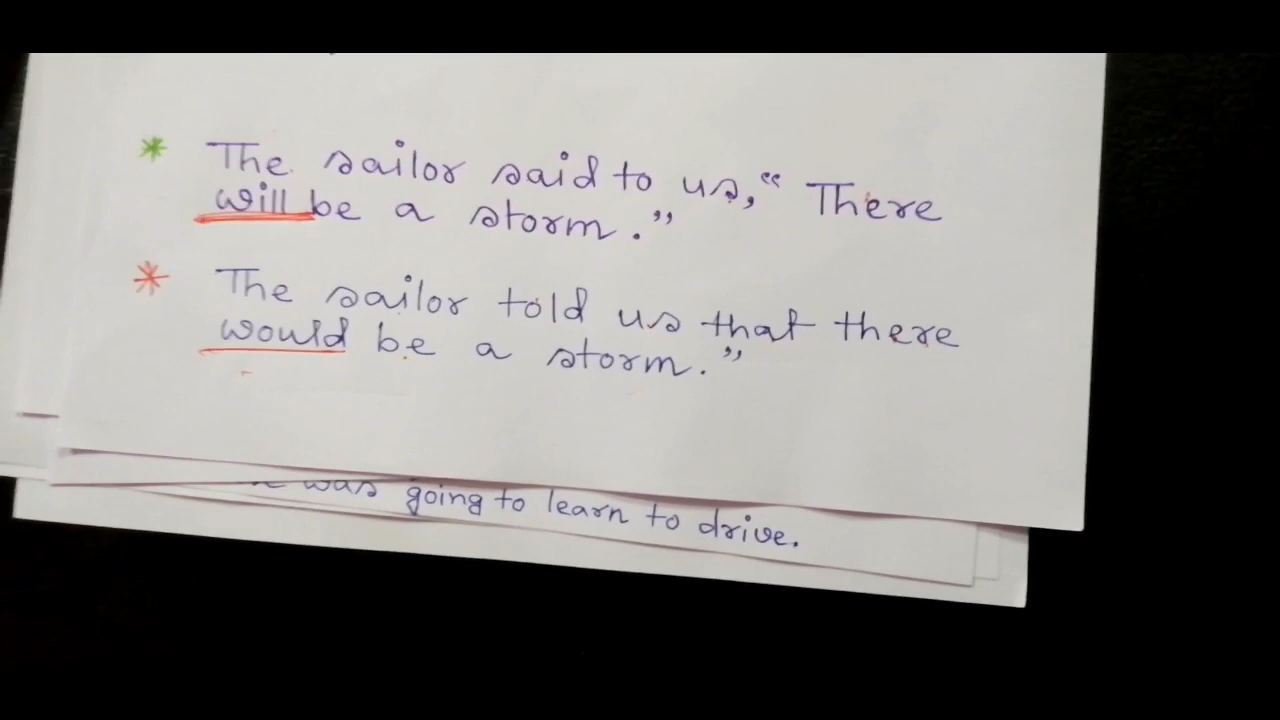 * The sailor said to us, “ There
will be a storm.”
* The sailor told us that there
would be a storm.”
was going to learn to drive.